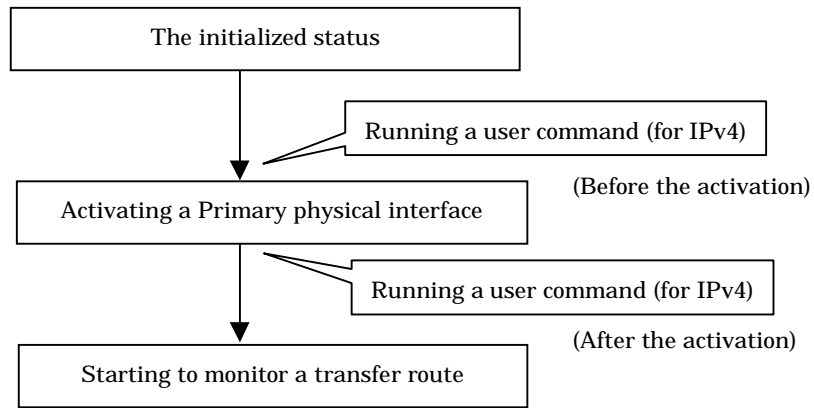 The initialized status
Running a user command (for IPv4)
(Before the activation)
Activating a Primary physical interface
Running a user command (for IPv4)
(After the activation)
Starting to monitor a transfer route